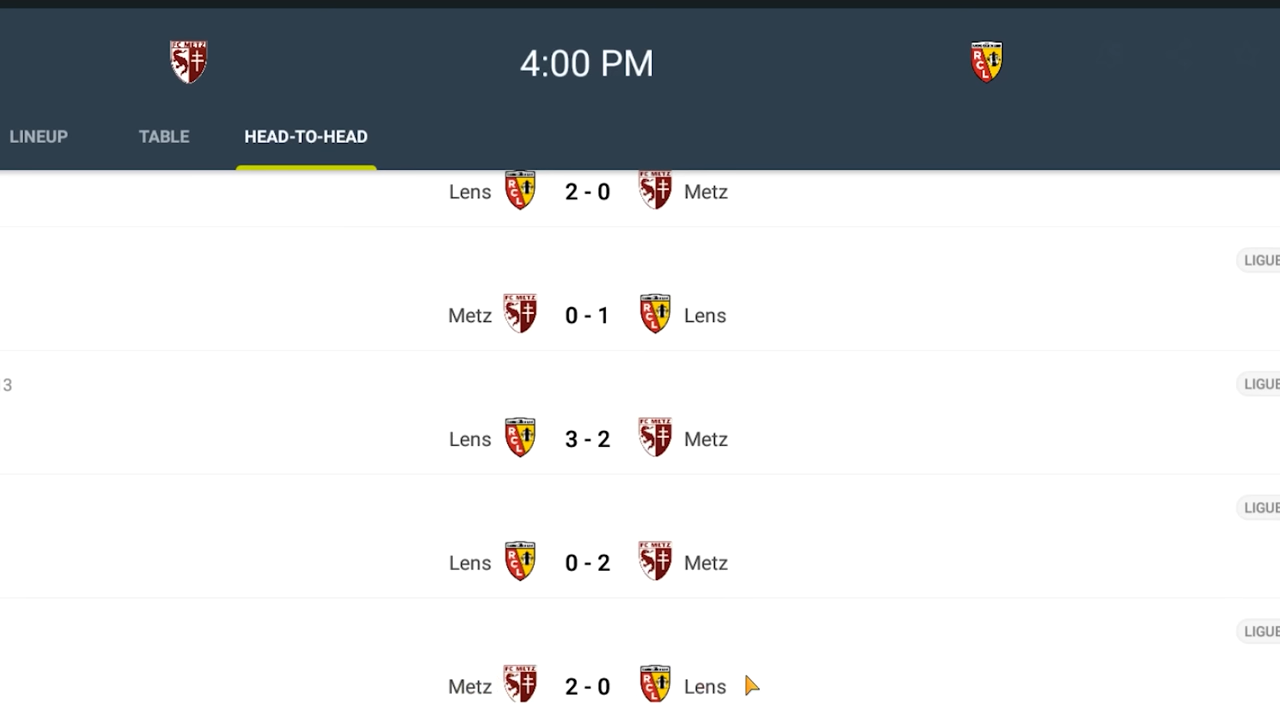 4:00 PM
LINEUP TABLE HEAD-TO-HEAD
Lens 2 - 0 Metz
LIGUE
Metz 0 - 1 Lens
3 LIGUE
Lens 3 - 2 Metz
LIGUE
Lens 0 - 2 Metz
LIGUE
Metz 2 - 0 Lens